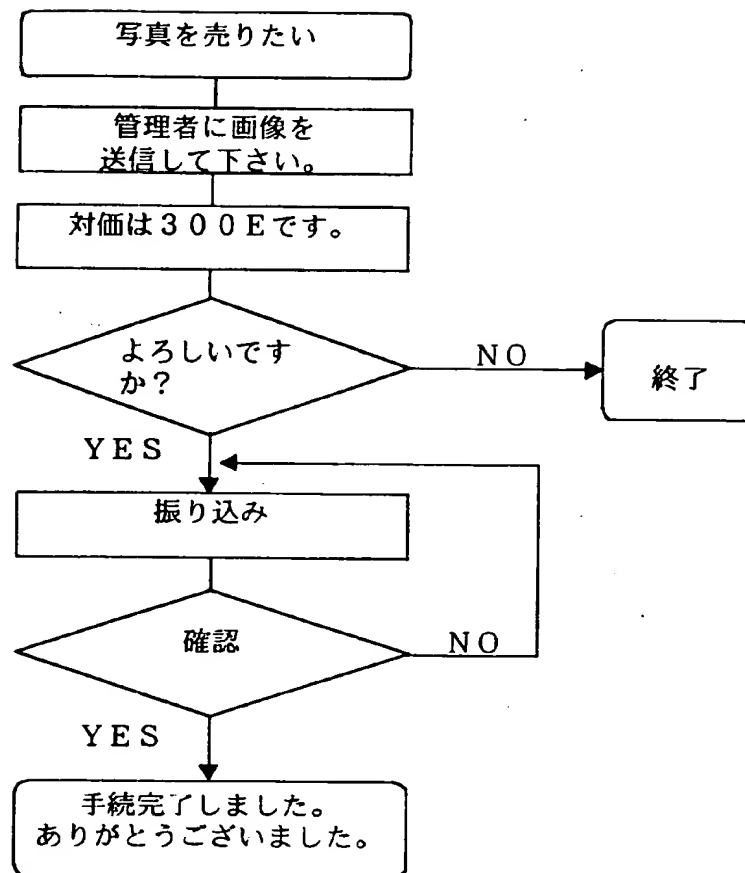 写真を売りたい
管理者に画像を
送信して下さい。
対価は３００Ｅです。
よろしいです
か？
ＮＯ
終了
ＹＥＳ
振り込み
確認
ＮＯ
ＹＥＳ
手続完了しました。
ありがとうございました。